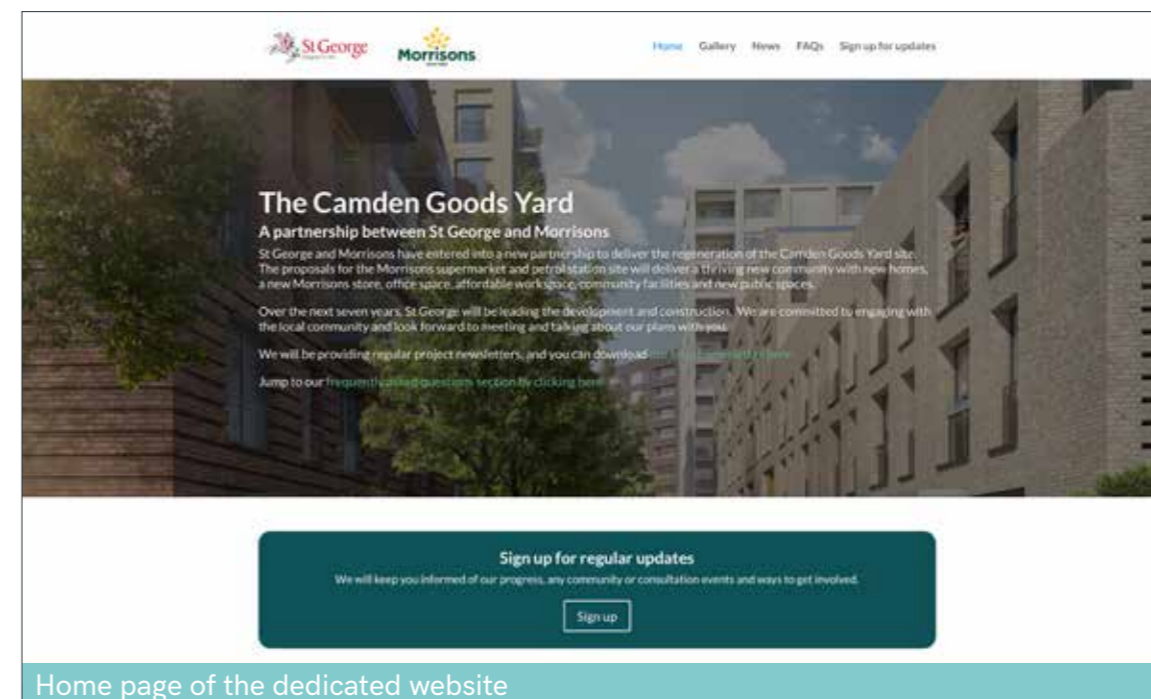 St George
Morrisons
Home Gallery News FAQs Sign up for updates
The Camden Goods Yard
A partnership between St George and Morrisons
St George and Morrisons have entered into a new partnership to deliver the regeneration of the Camden Goods Yard site.
The proposals for the Morrisons supermarket and petrol station site will deliver a thriving new community with new homes,
a new Morrisons store, office space, affordable workspace, community facilities and new public spaces.
Over the next seven years, St George will be leading the development and construction. We are committed to engaging with
the local community and look forward to meeting and talking about our plans with you.
We will be providing regular project newsletters, and you can download
Jump to our frequently asked questions section by clicking here
Sign up for regular updates
We will keep you informed of our progress, any community or consultation events and ways to get involved.
Sign up
Home page of the dedicated website